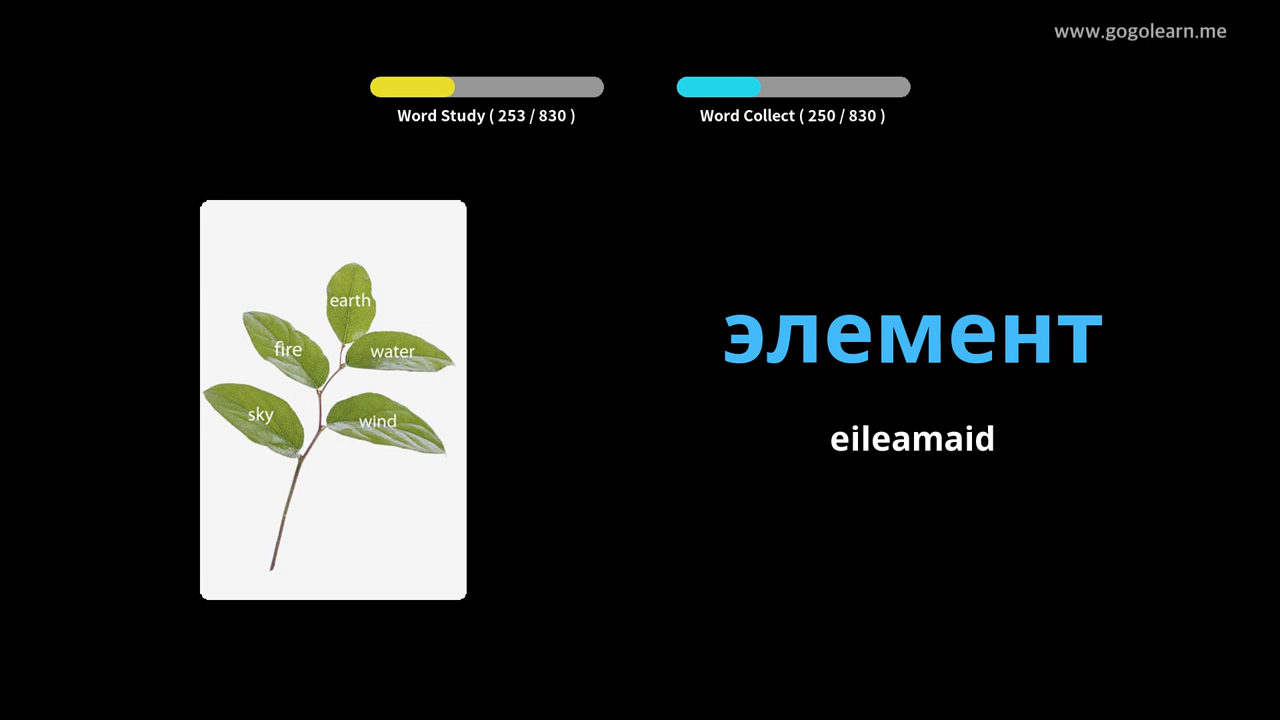 www.gogolearn.me
Word Study ( 253 / 830 )
Word Collect ( 250 / 830 )
earth
fire
water
sky
wind
элемент
eileamaid